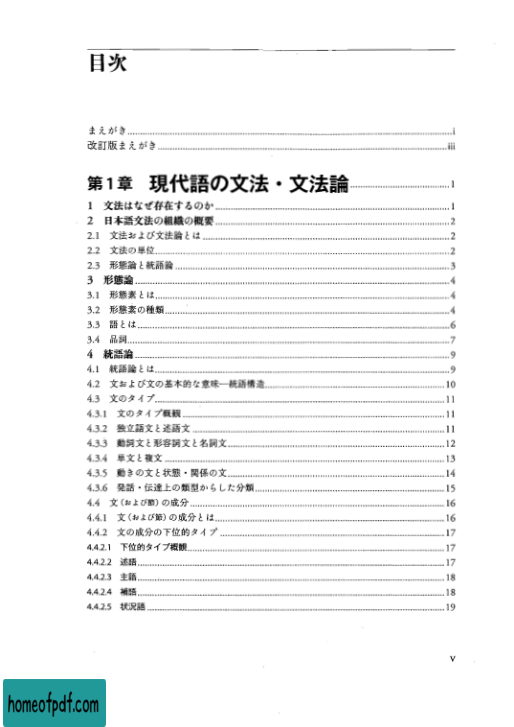 目次
まえがき i
改訂版まえがき iii
第1章 現代語の文法・文法論 1
1 文法はなぜ存在するのか 1
2 日本語文法の組織の概要 2
2.1 文法および文法論とは 2
2.2 文法の単位 2
2.3 形態論と統語論 3
3 形態論 4
3.1 形態素とは 4
3.2 形態素の種類 4
3.3 語とは 6
3.4 品詞 7
4 統語論 9
4.1 統語論とは 9
4.2 文および文の基本的な意味―統語構造 10
4.3 文のタイプ 11
4.3.1 文のタイプ概観 11
4.3.2 独立語文と述語文 11
4.3.3 動詞文と形容詞文と名詞文 12
4.3.4 単文と複文 13
4.3.5 動きの文と状態・関係の文 14
4.3.6 発話・伝達上の類型からした分類 15
4.4 文(および節)の成分 16
4.4.1 文(および節)の成分とは 16
4.4.2 文の成分の下位的タイプ 17
4.4.2.1 下位的タイプ概観 17
4.4.2.2 述語 17
4.4.2.3 主語 18
4.4.2.4 補語 18
4.4.2.5 状況語 19
v
homeofpdf.com